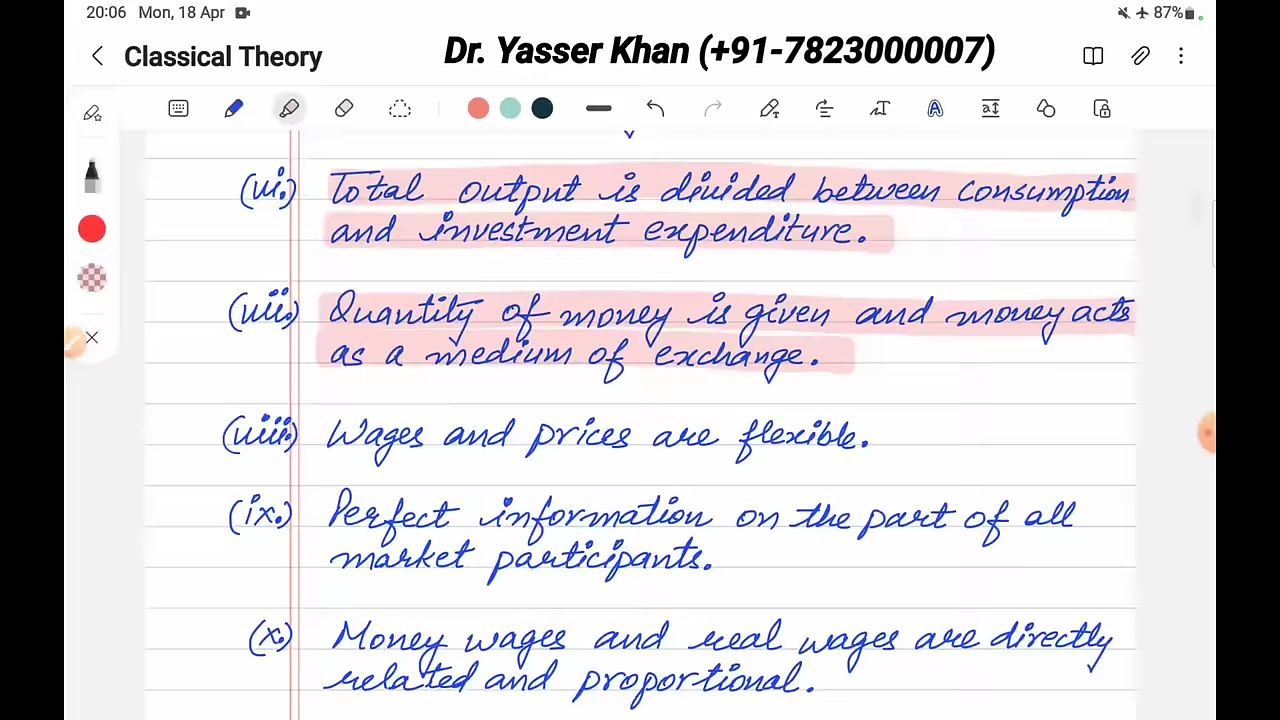 20:06 Mon, 18 Apr
87%
Classical Theory
Dr. Yasser Khan (+91-7823000007)
(vi.) Total output is divided between consumption
and investment expenditure.
(vii.) Quantity of money is given and money acts
as a medium of exchange.
(viii.) Wages and prices are flexible.
(ix.) Perfect information on the part of all
market participants.
(x.) Money wages and real wages are directly
related and proportional.